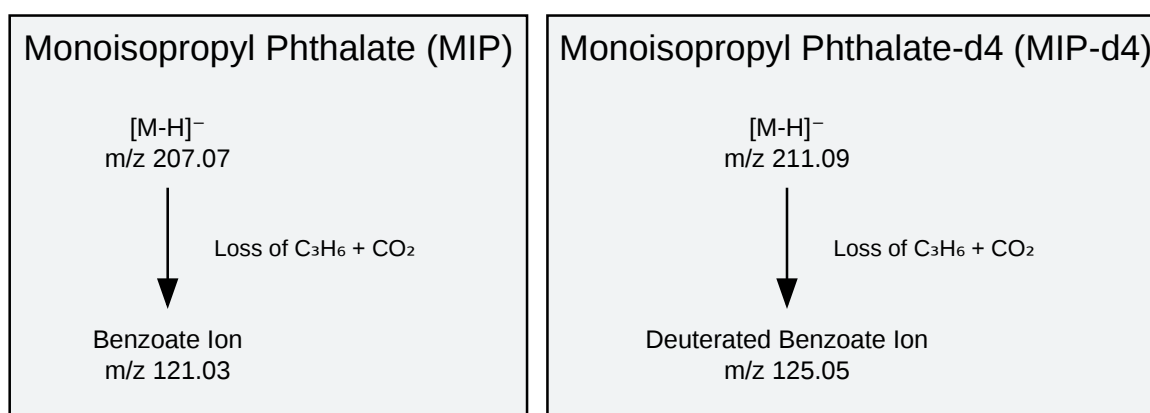 Monoisopropyl Phthalate (MIP)
[M-H]⁻
m/z 207.07
Loss of C₃H₆ + CO₂
Benzoate Ion
m/z 121.03
Monoisopropyl Phthalate-d4 (MIP-d4)
[M-H]⁻
m/z 211.09
Loss of C₃H₆ + CO₂
Deuterated Benzoate Ion
m/z 125.05